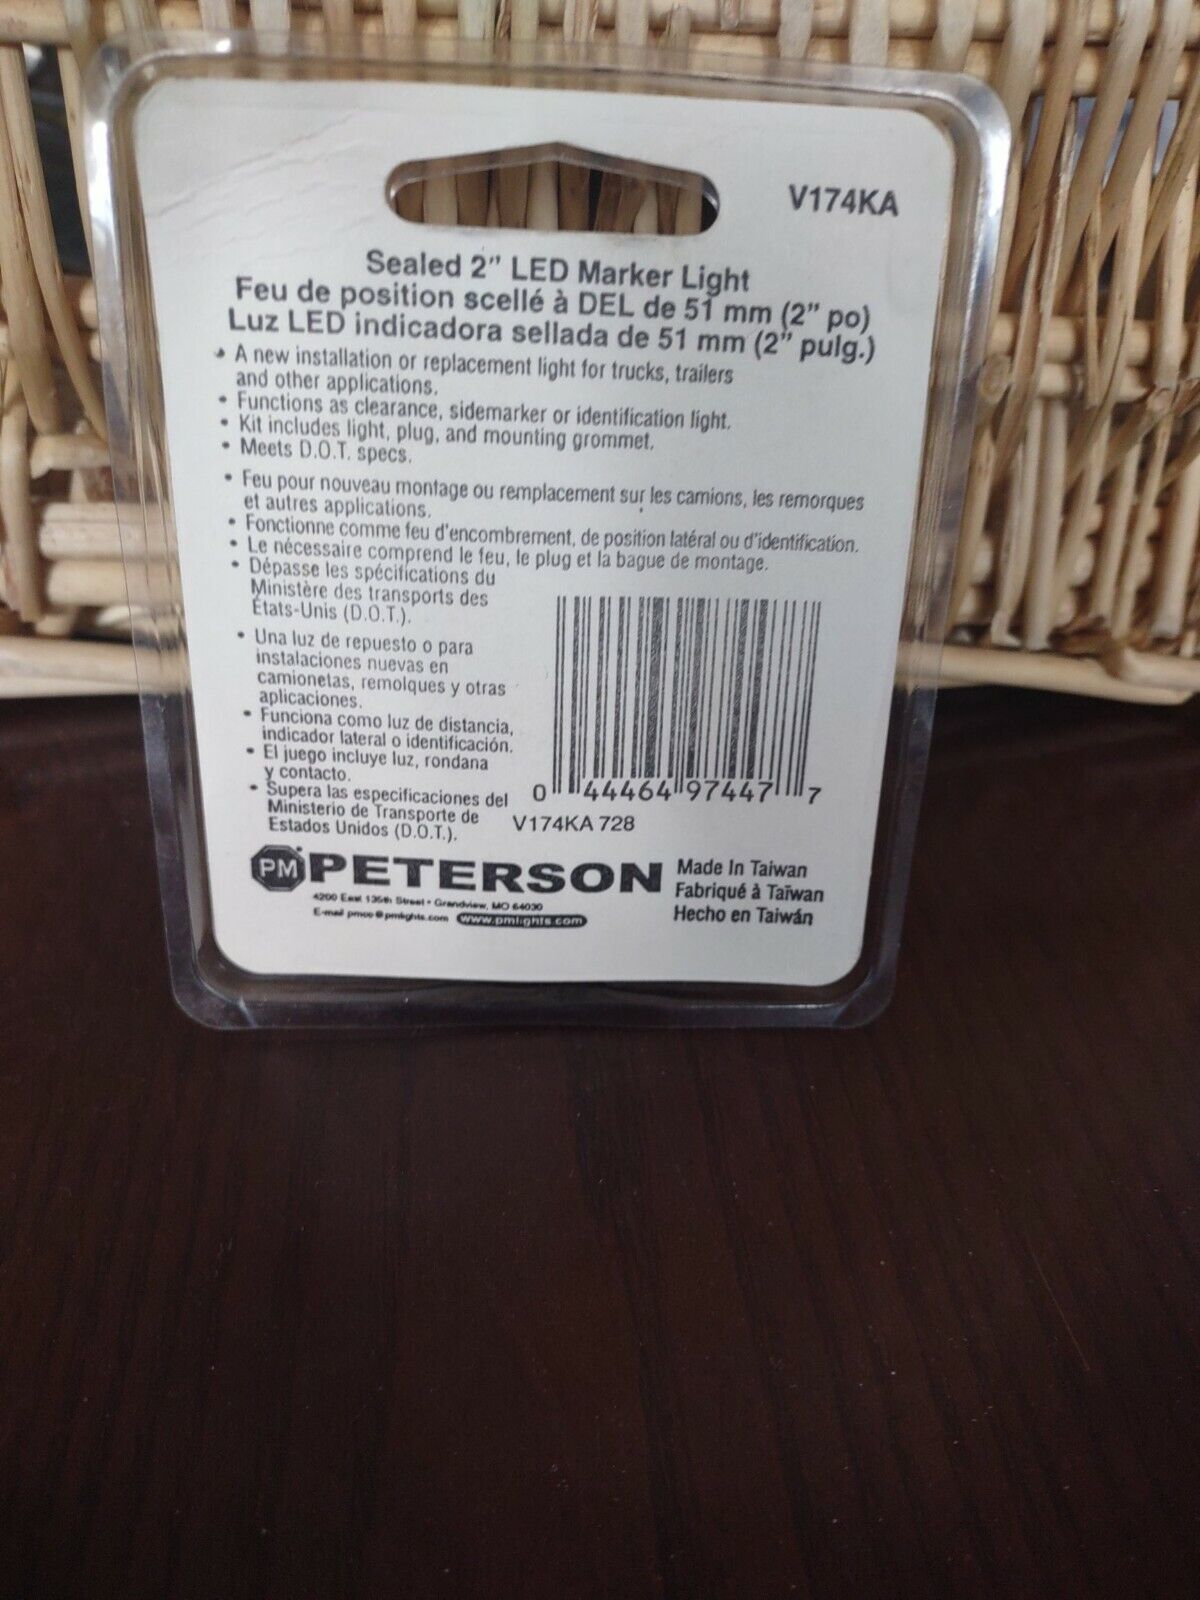 V174KA
Sealed 2" LED Marker Light
Feu de position scellé à DEL de 51 mm (2" po)
Luz LED indicadora sellada de 51 mm (2" pulg.)
• A new installation or replacement light for trucks, trailers
and other applications.
• Functions as clearance, sidemarker or identification light.
• Kit includes light, plug, and mounting grommet.
• Meets D.O.T. specs.
• Feu pour nouveau montage ou remplacement sur les camions, les remorques
et autres applications.
• Fonctionne comme feu d'encombrement, de position latéral ou d'identification.
• Le nécessaire comprend le feu, le plug et la bague de montage.
• Dépasse les spécifications du
Ministère des transports des
États-Unis (D.O.T.).
• Una luz de repuesto o para
instalaciones nuevas en
camionetas, remolques y otras
aplicaciones.
• Funciona como luz de distancia,
indicador lateral o identificación.
• El juego incluye luz, rondana
y contacto.
• Supera las especificaciones del
Ministerio de Transporte de
Estados Unidos (D.O.T.).
0 44464 97447 7
V174KA 728
PM PETERSON
4200 East 135th Street • Grandview, MO 64030
E-mail pmco@pmlights.com www.pmlights.com
Made In Taiwan
Fabriqué à Taïwan
Hecho en Taiwán